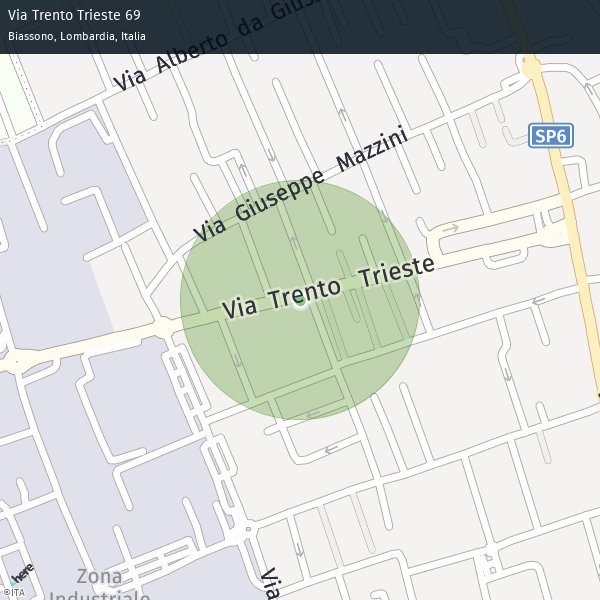 Via Trento Trieste 69
Biassono, Lombardia, Italia
Via Alberto da Gius
SP6
Via Giuseppe Mazzini
Via Trento Trieste
Zona
Industriale
Via
here
©ITA